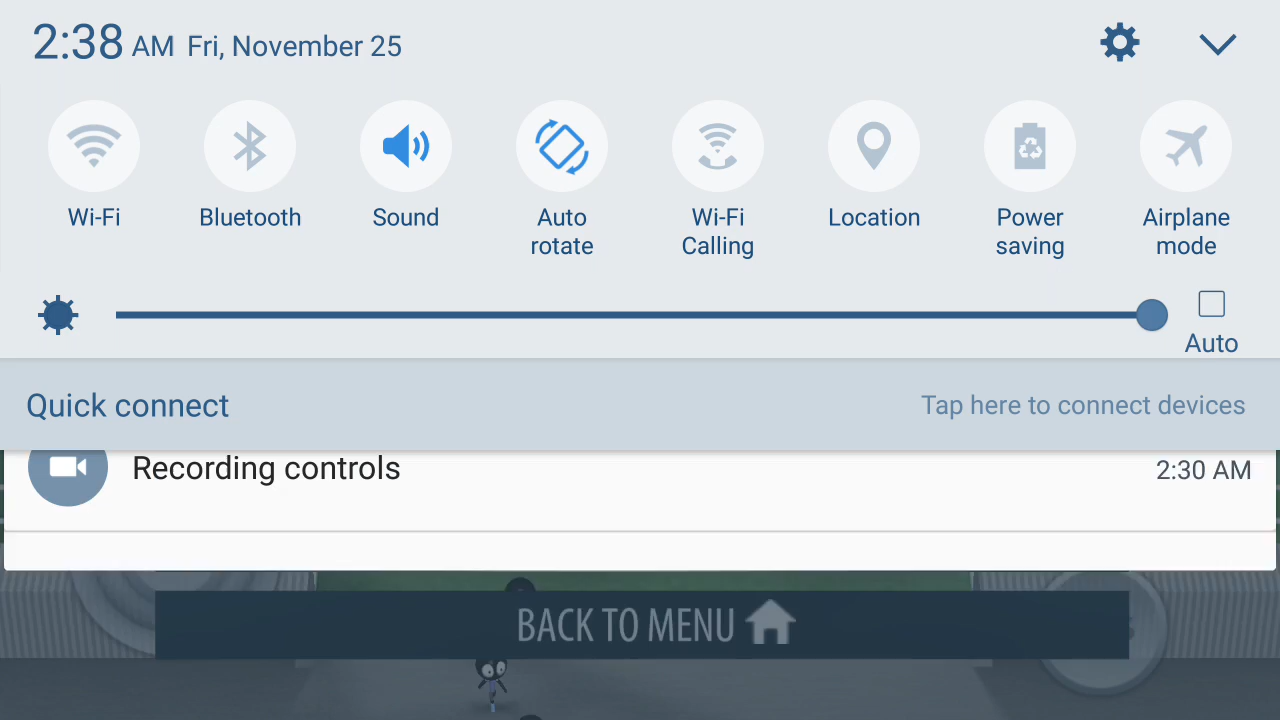 2:38 AM Fri, November 25
Wi-Fi Bluetooth Sound Auto rotate Wi-Fi Calling Location Power saving Airplane mode
Auto
Quick connect Tap here to connect devices
Recording controls 2:30 AM
BACK TO MENU